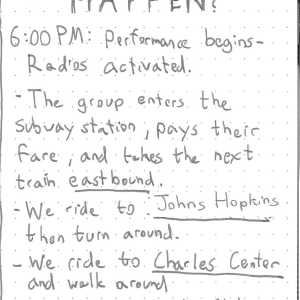 HAPPEN?
6:00 PM: Performance begins-
Radios activated.
- The group enters the
subway station, pays their
fare, and takes the next
train eastbound.
- We ride to Johns Hopkins
then turn around.
- We ride to Charles Center
and walk around